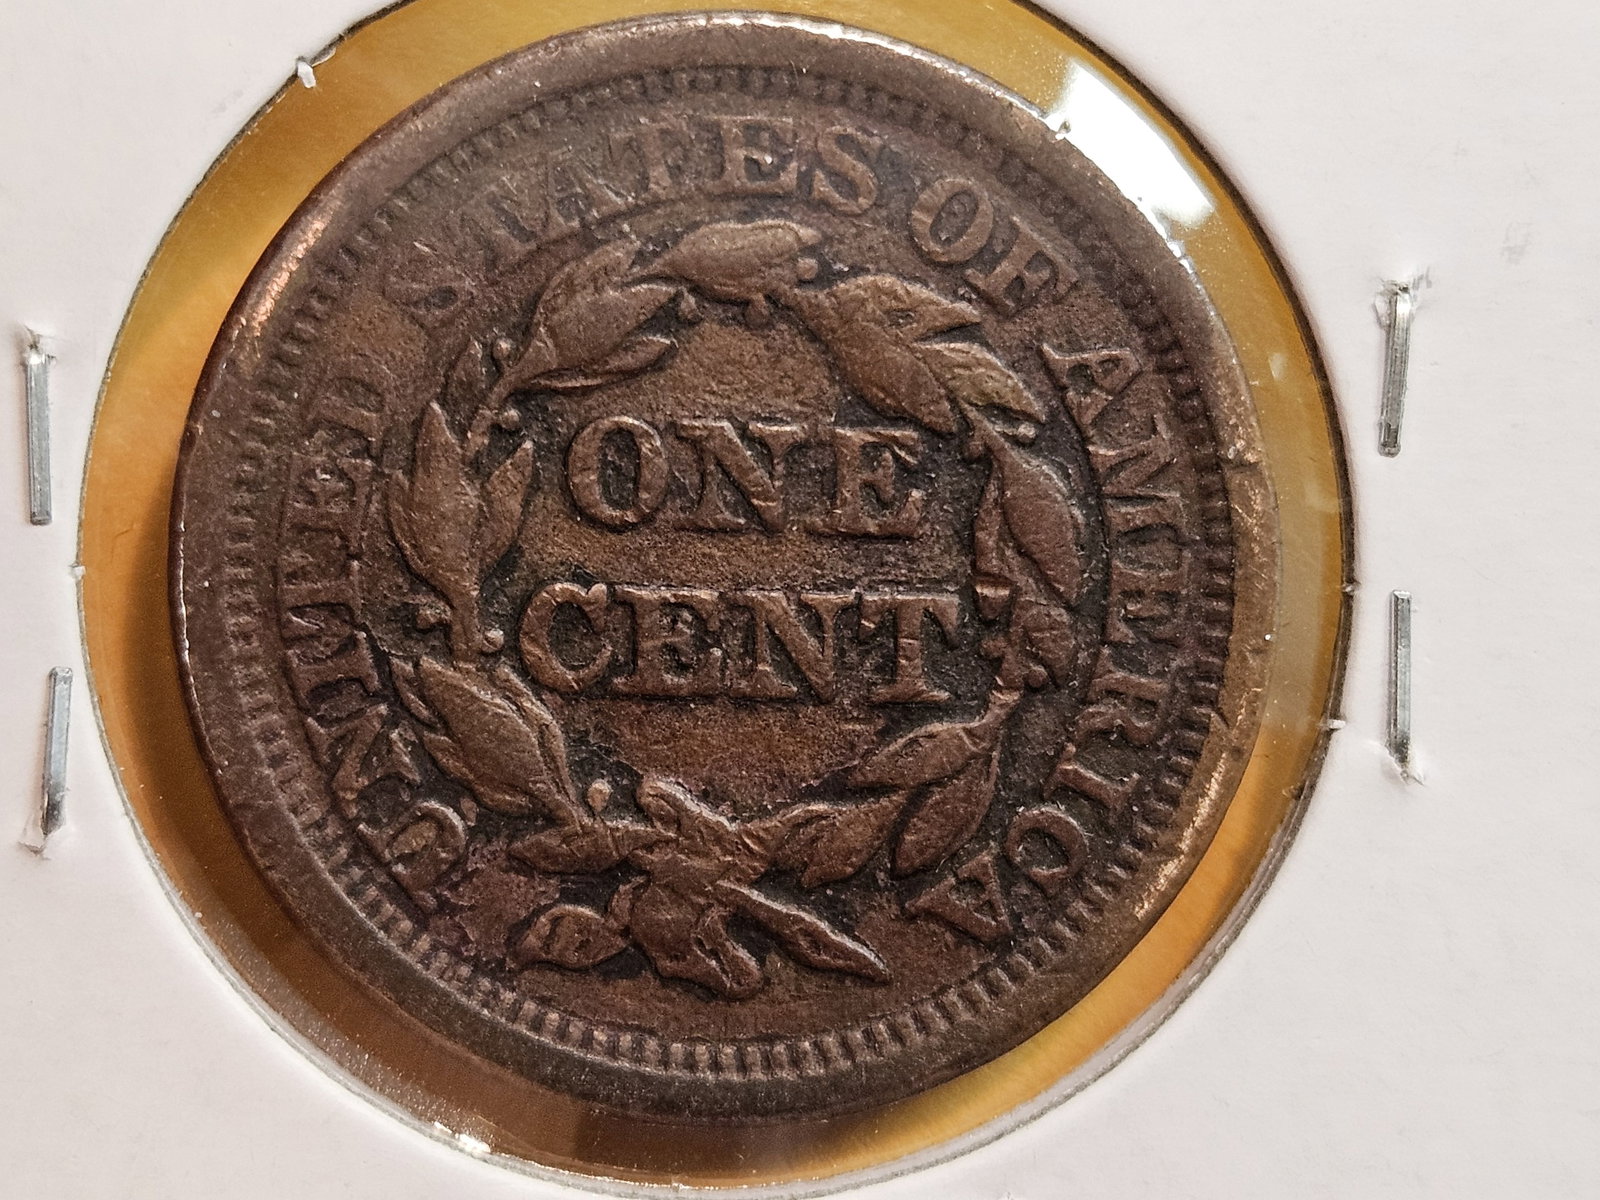 UNITED STATES OF AMERICA
ONE
CENT